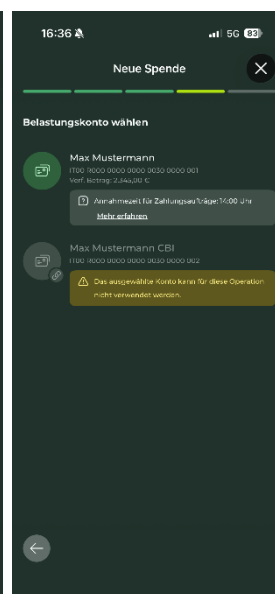 16:36
5G 83
Neue Spende
Belastungskonto wählen
Max Mustermann
IT00 R000 0000 0000 0030 0000 001
Verf. Betrag: 2.345,00 €
Annahmezeit für Zahlungsaufträge: 14:00 Uhr
Mehr erfahren
Max Mustermann CBI
IT00 R000 0000 0000 0030 0000 002
Das ausgewählte Konto kann für diese Operation
nicht verwendet werden.